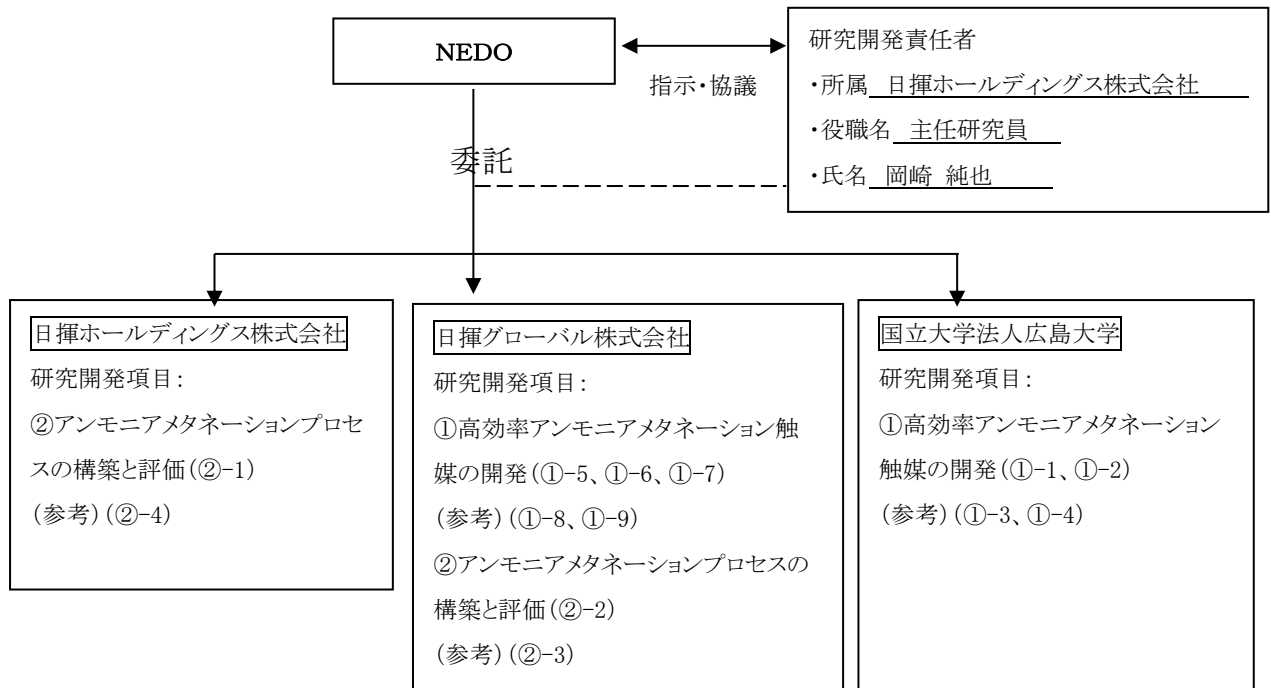 NEDO
指示・協議
研究開発責任者
・所属 日揮ホールディングス株式会社
・役職名 主任研究員
・氏名 岡崎 純也
委託
日揮ホールディングス株式会社
研究開発項目:
②アンモニアメタネーションプロセ
スの構築と評価(②-1)
(参考)(②-4)
日揮グローバル株式会社
研究開発項目:
①高効率アンモニアメタネーション触
媒の開発(①-5、①-6、①-7)
(参考)(①-8、①-9)
②アンモニアメタネーションプロセスの
構築と評価(②-2)
(参考)(②-3)
国立大学法人広島大学
研究開発項目:
①高効率アンモニアメタネーション
触媒の開発(①-1、①-2)
(参考)(①-3、①-4)